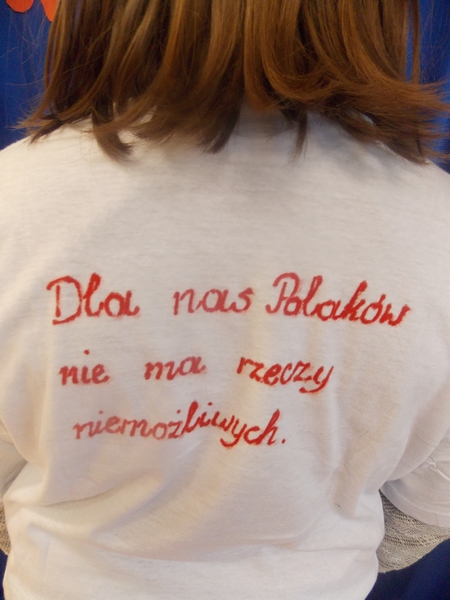 Dla nas Polaków
nie ma rzeczy
niemożliwych.